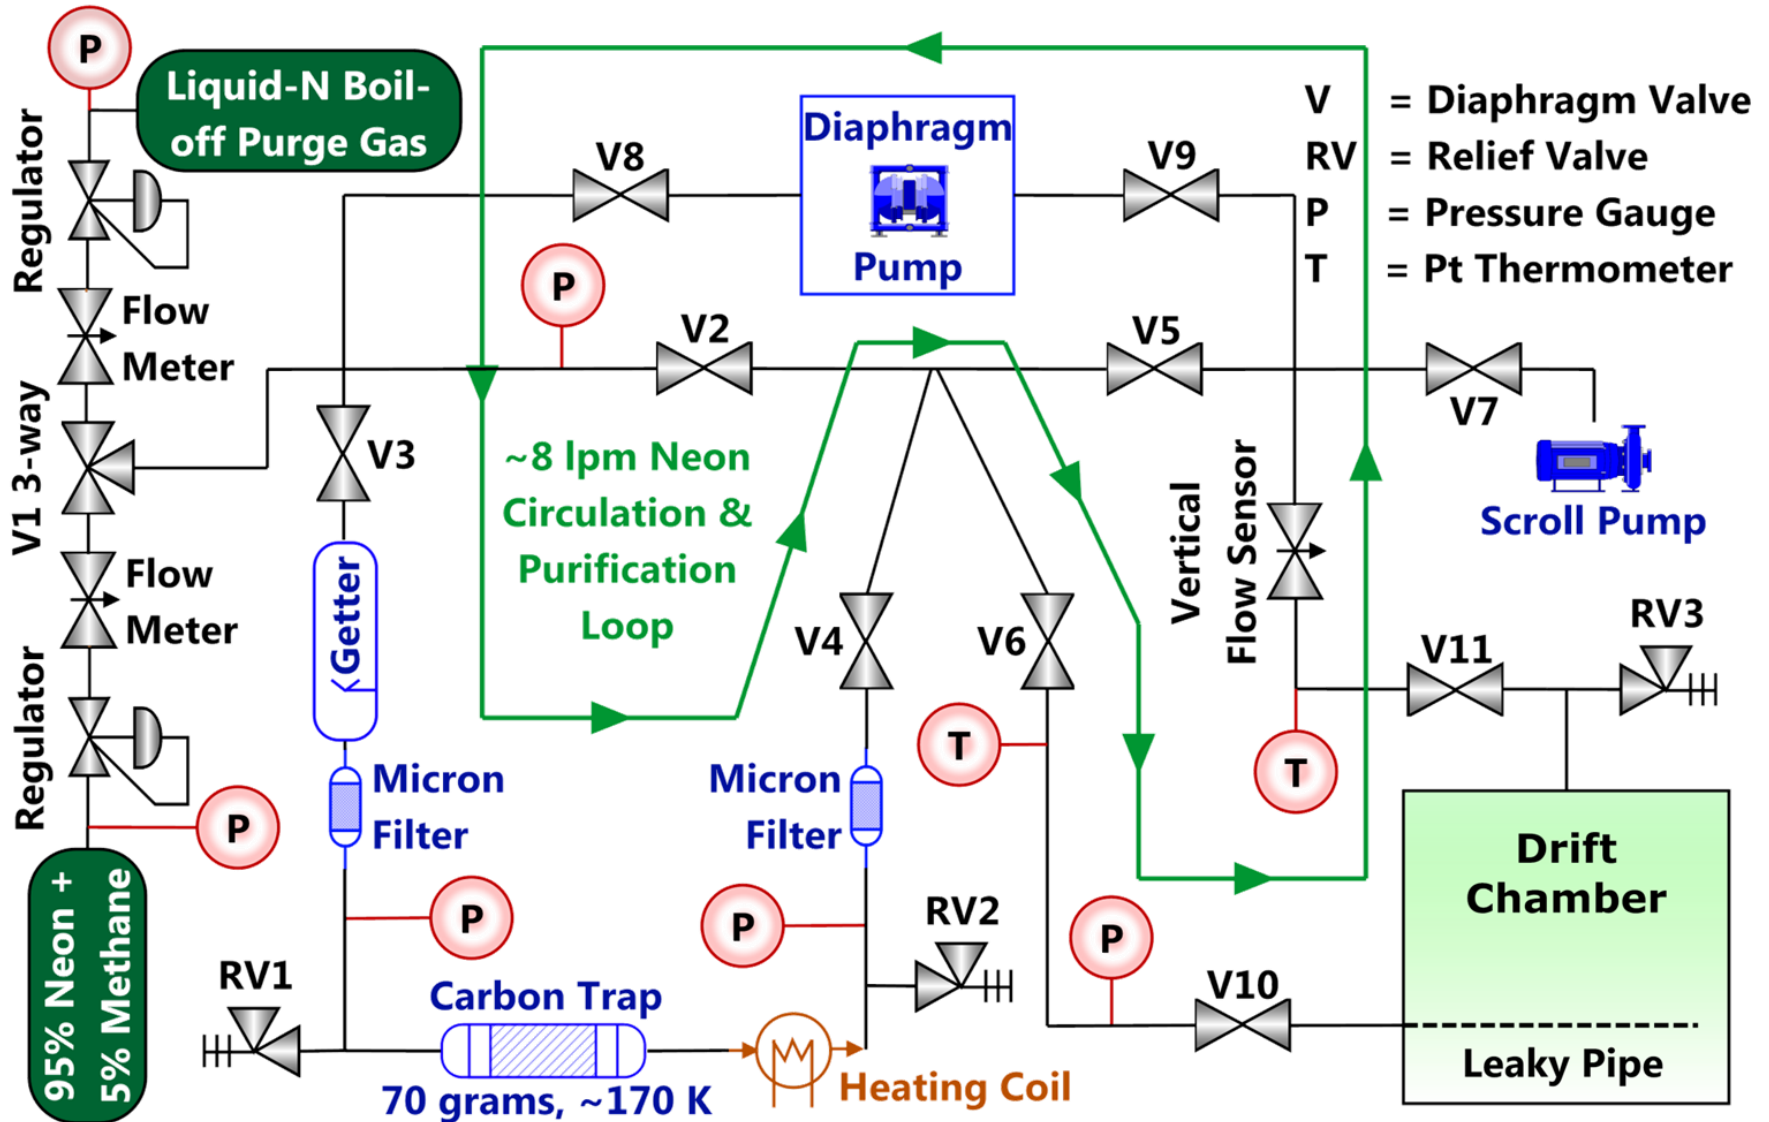 P
Liquid-N Boil-
off Purge Gas
Regulator
Flow
Meter
V1 3-way
Flow
Meter
Regulator
P
95% Neon +
5% Methane
V8
Diaphragm
Pump
V9
V = Diaphragm Valve
RV = Relief Valve
P = Pressure Gauge
T = Pt Thermometer
P
V2
V5
V7
Scroll Pump
V3
~8 lpm Neon
Circulation &
Purification
Loop
Getter
V4
V6
Vertical
Flow Sensor
V11
RV3
T
T
Micron
Filter
Micron
Filter
P
P
RV2
P
RV1
Carbon Trap
70 grams, ~170 K
Heating Coil
V10
Drift
Chamber
Leaky Pipe